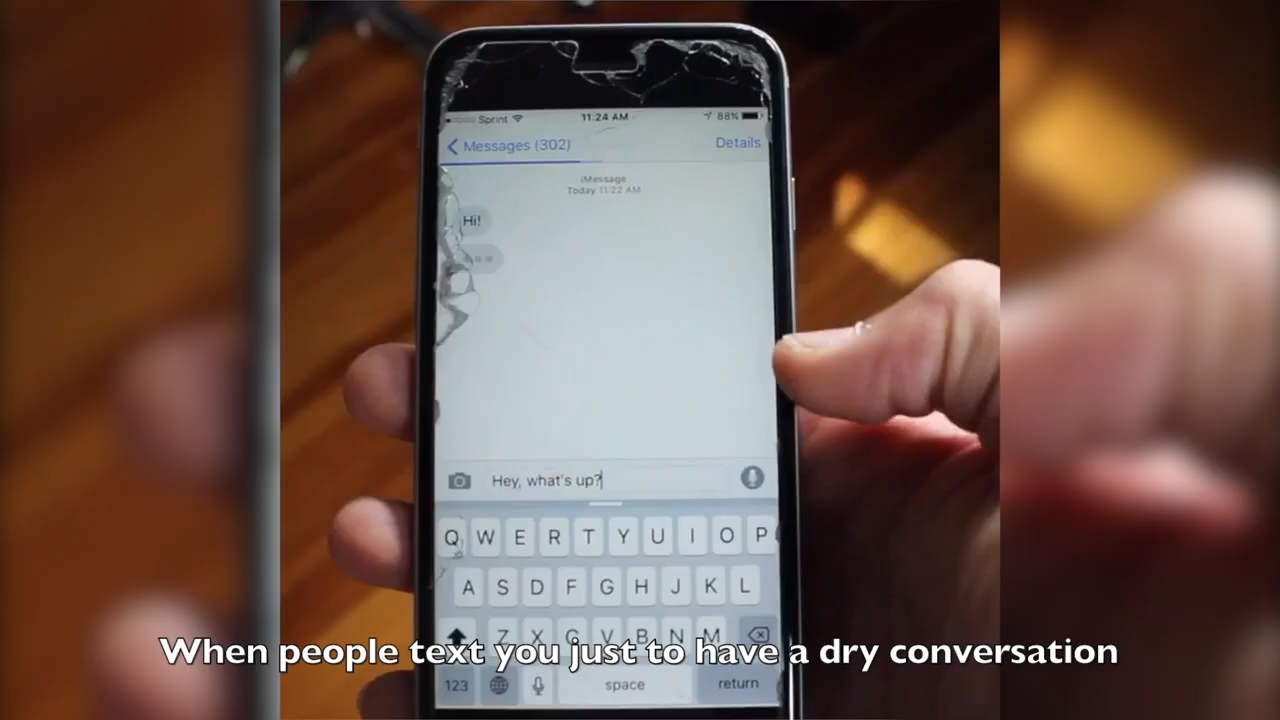 Sprint 11:24 AM 88%
Messages (302) Details
iMessage
Today 11:22 AM
Hi!
Hey, what's up?
Q W E R T Y U I O P
A S D F G H J K L
Z X C V B N M
When people text you just to have a dry conversation
123 space return